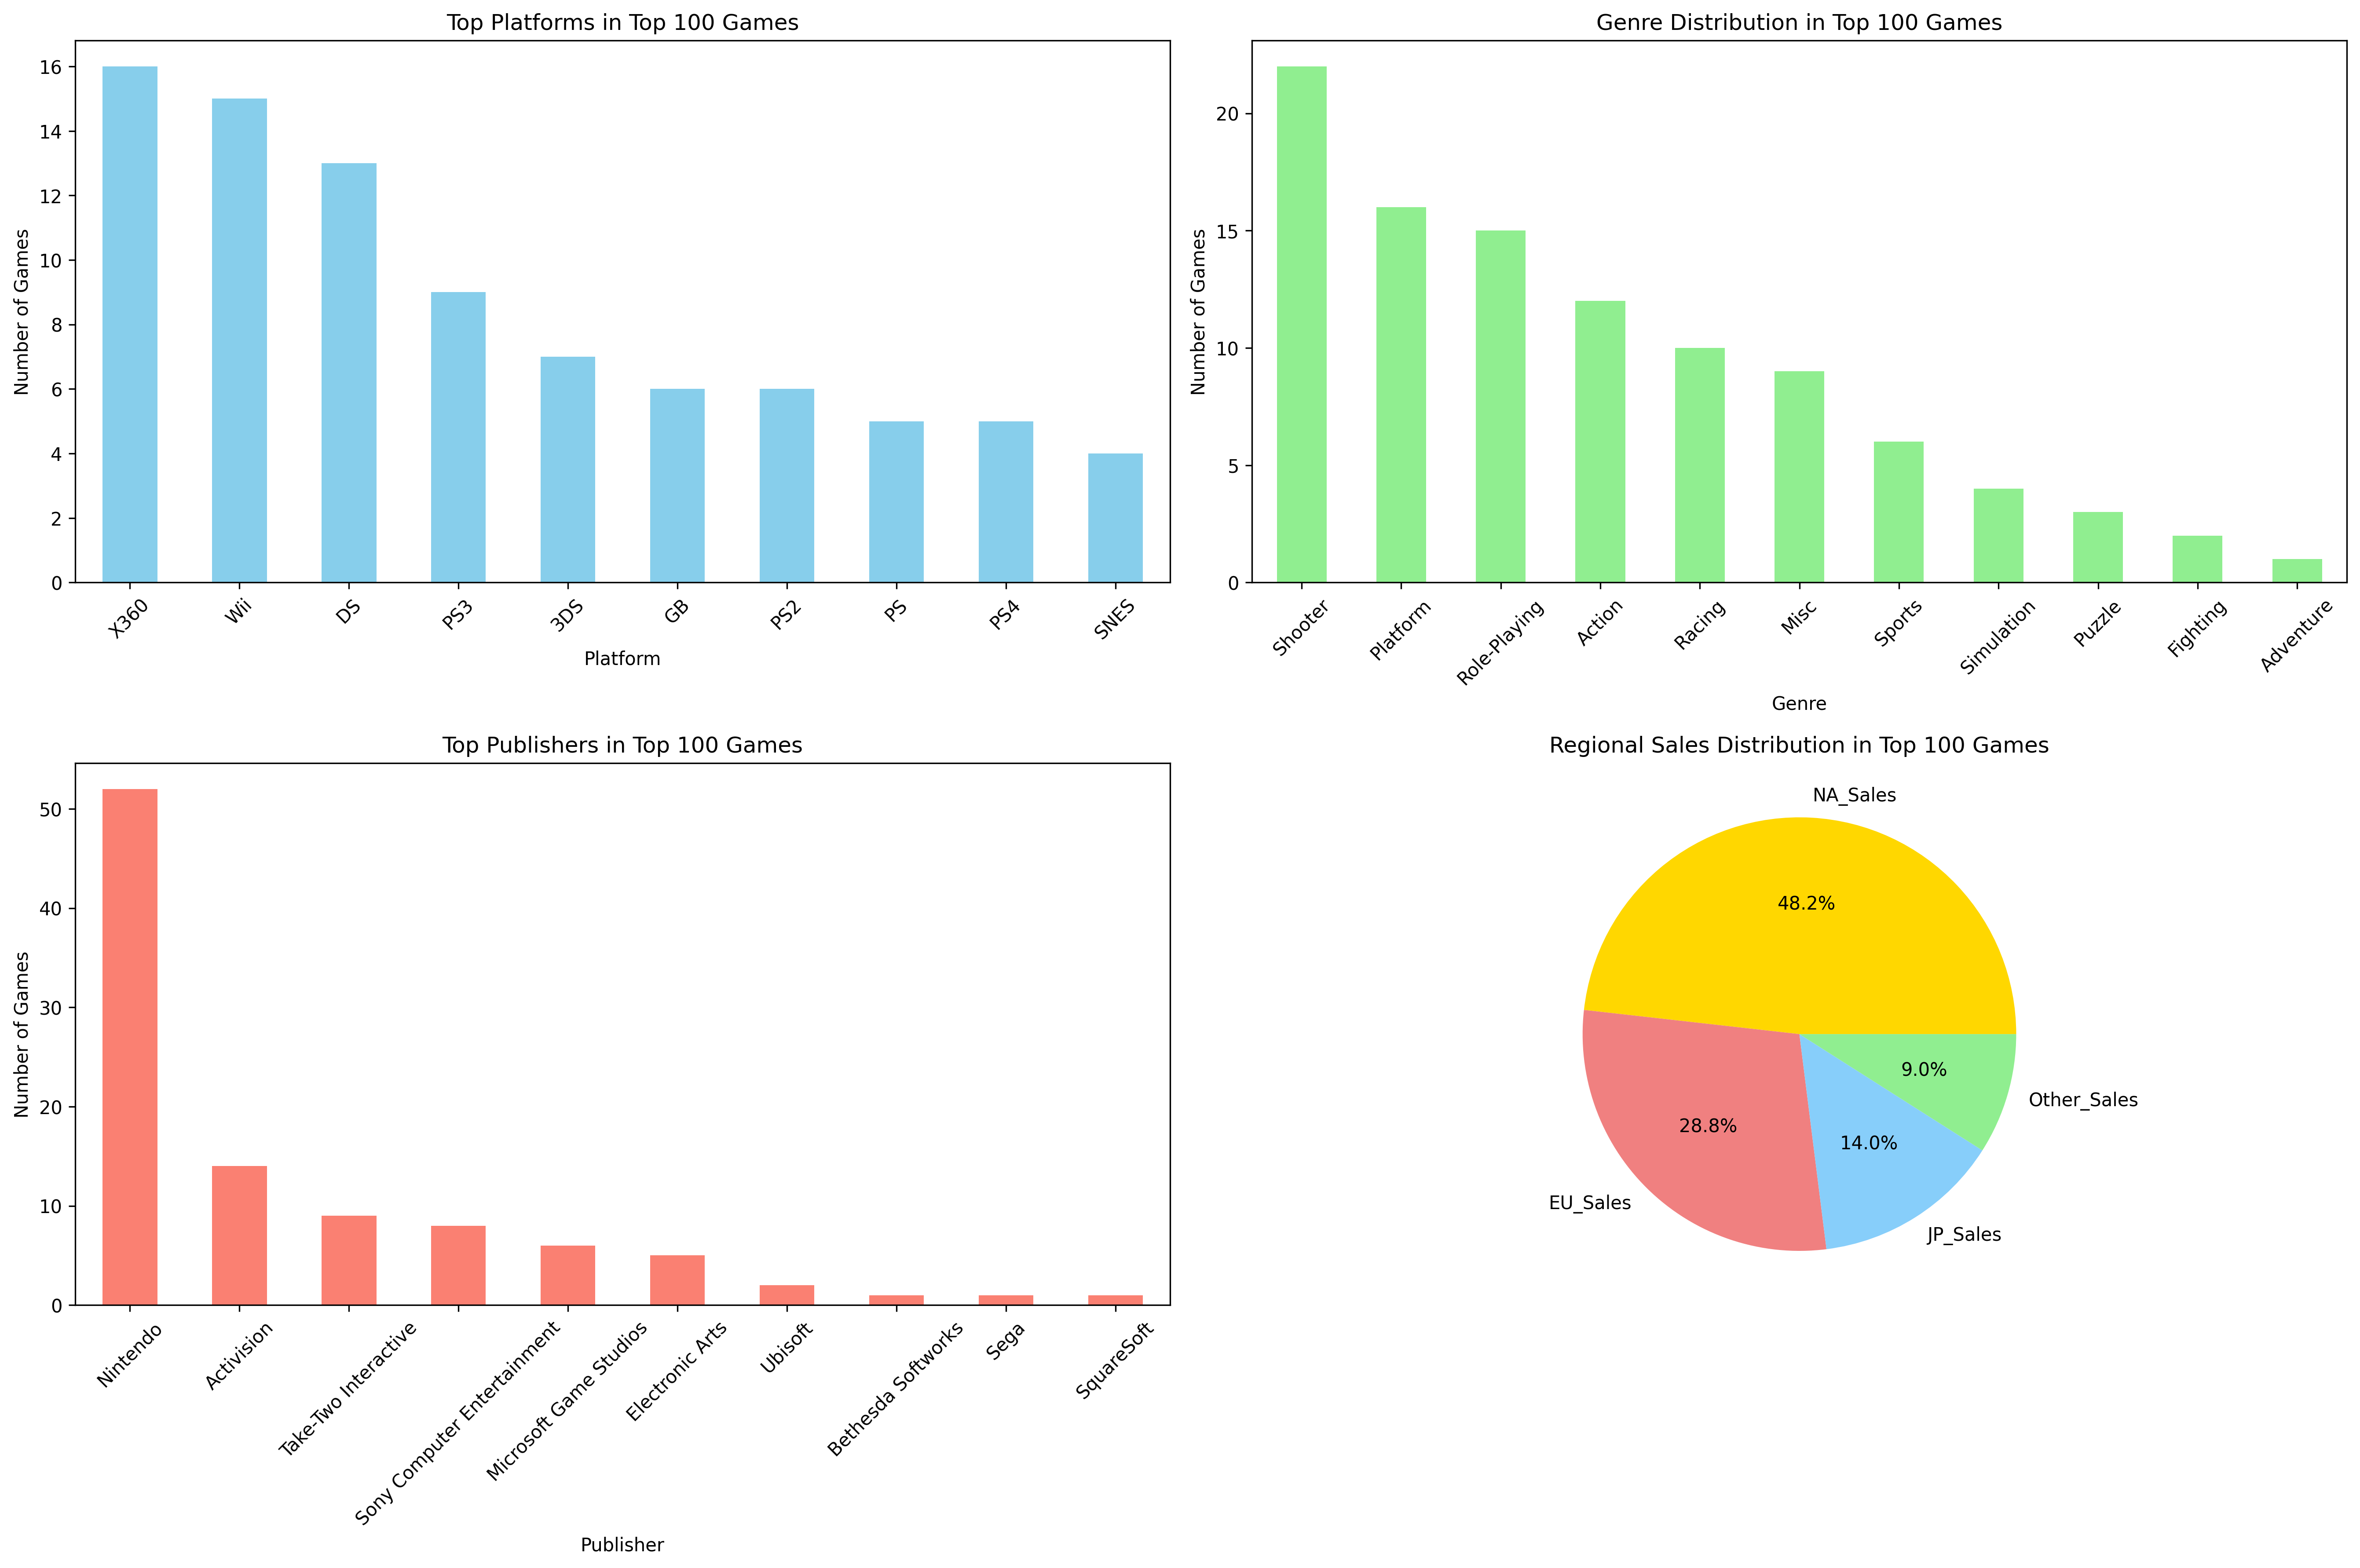 Top Platforms in Top 100 Games
Number of Games
16
14
12
10
8
6
4
2
0
X360
Wii
DS
PS3
3DS
GB
PS2
PS
PS4
SNES
Platform
Genre Distribution in Top 100 Games
Number of Games
20
15
10
5
0
Shooter
Platform
Role-Playing
Action
Racing
Misc
Sports
Simulation
Puzzle
Fighting
Adventure
Genre
Top Publishers in Top 100 Games
Number of Games
50
40
30
20
10
0
Nintendo
Activision
Take-Two Interactive
Sony Computer Entertainment
Microsoft Game Studios
Electronic Arts
Ubisoft
Bethesda Softworks
Sega
SquareSoft
Publisher
Regional Sales Distribution in Top 100 Games
NA_Sales
48.2%
EU_Sales
28.8%
JP_Sales
14.0%
Other_Sales
9.0%